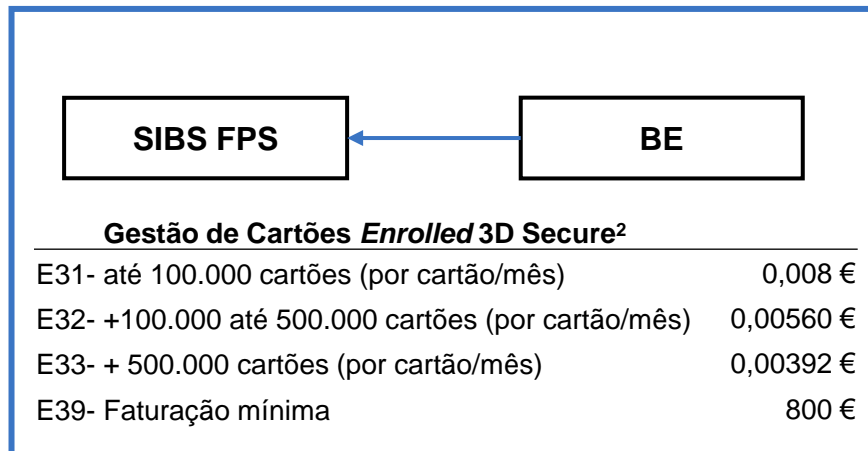 SIBS FPS
BE
Gestão de Cartões Enrolled 3D Secure²
E31- até 100.000 cartões (por cartão/mês) 0,008 €
E32- +100.000 até 500.000 cartões (por cartão/mês) 0,00560 €
E33- + 500.000 cartões (por cartão/mês) 0,00392 €
E39- Faturação mínima 800 €